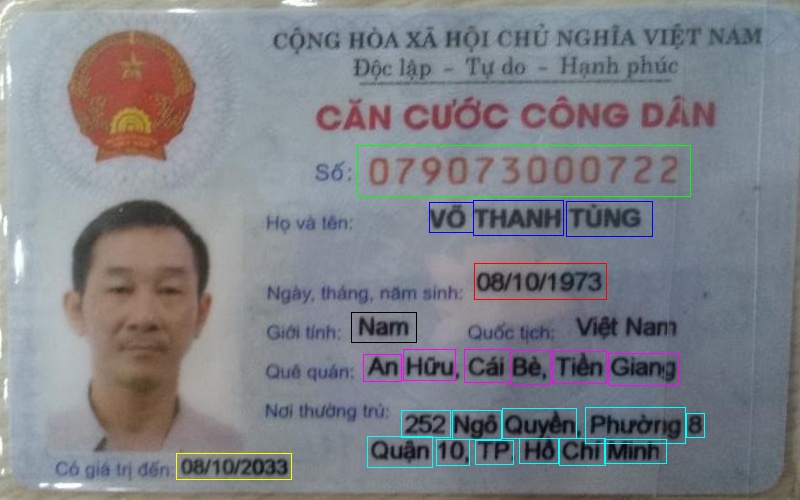 CỘNG HÒA XÃ HỘI CHỦ NGHĨA VIỆT NAM
Độc lập - Tự do - Hạnh phúc
CĂN CƯỚC CÔNG DÂN
Số: 079073000722
Họ và tên: VÕ THANH TÙNG
Ngày, tháng, năm sinh: 08/10/1973
Giới tính: Nam Quốc tịch: Việt Nam
Quê quán: An Hữu, Cái Bè, Tiền Giang
Nơi thường trú: 252 Ngô Quyền, Phường 8
Quận 10, TP. Hồ Chí Minh
Có giá trị đến: 08/10/2033